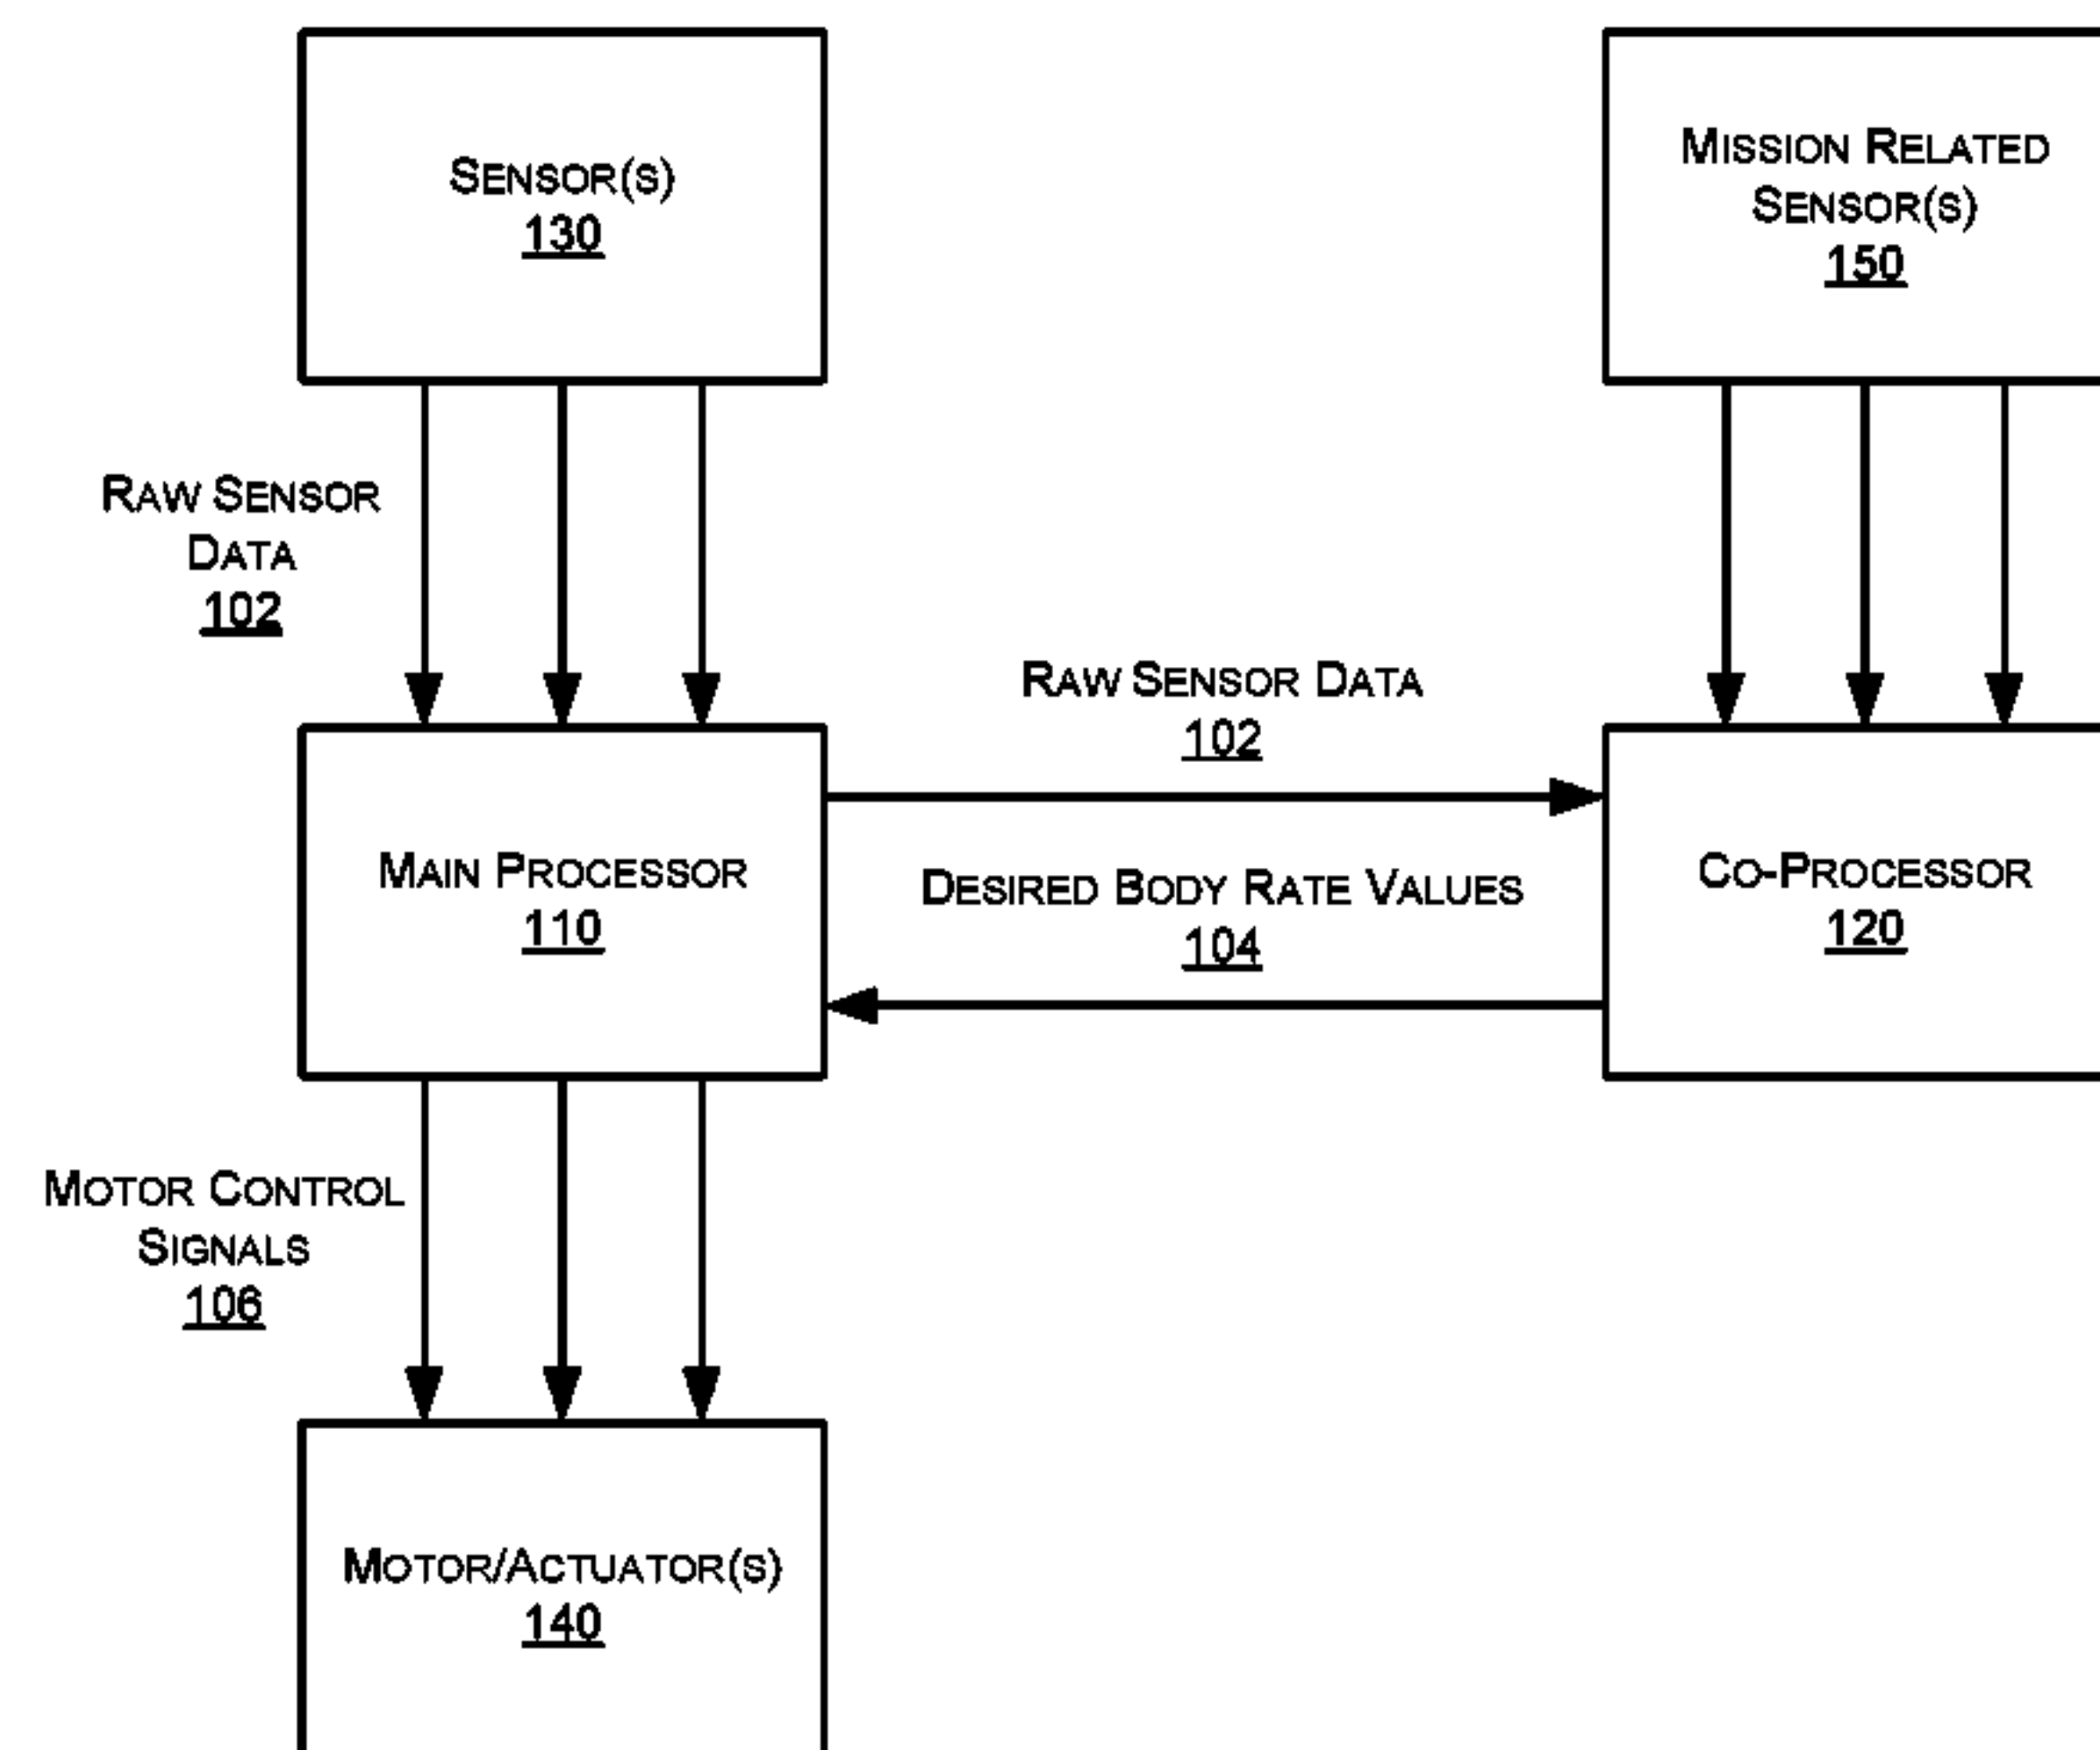 SENSOR(S)
130
MISSION RELATED
SENSOR(S)
150
RAW SENSOR
DATA
102
RAW SENSOR DATA
102
MAIN PROCESSOR
110
DESIRED BODY RATE VALUES
104
CO-PROCESSOR
120
MOTOR CONTROL
SIGNALS
106
MOTOR/ACTUATOR(S)
140